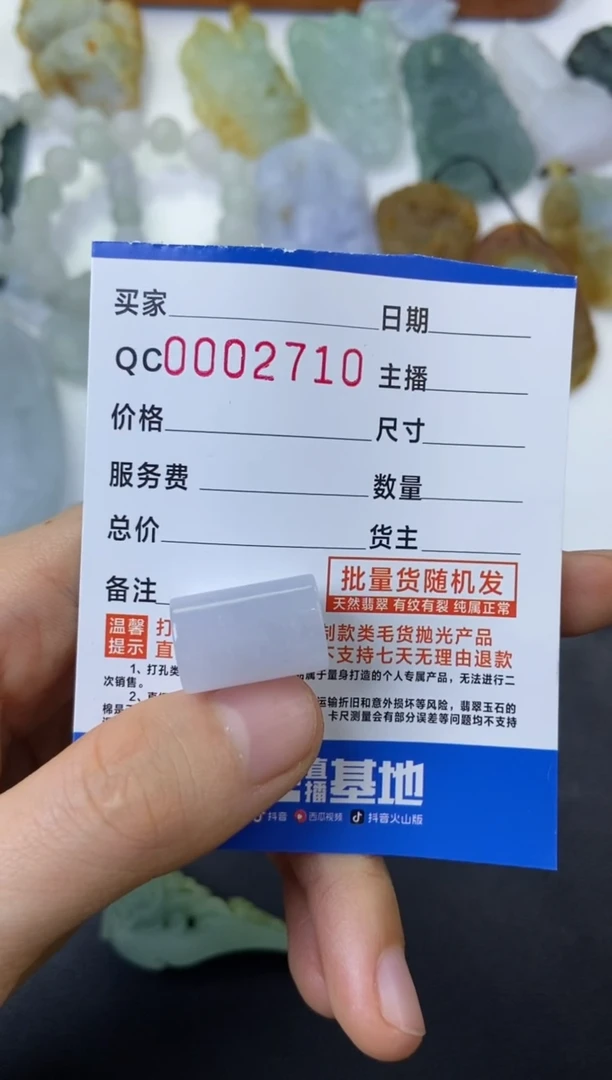 买家 日期
QC0002710 主播
价格 尺寸
服务费 数量
总价 货主
备注 批量货随机发
天然翡翠 有纹有裂 纯属正常
温馨提示 打 制款类毛货抛光产品
直 不支持七天无理由退款
1、打孔类 属于量身打造的个人专属产品，无法进行二
次销售。
2、 运输折旧和意外损坏等风险，翡翠玉石的
棉是 卡尺测量会有部分误差等问题均不支持
直播基地
抖音 西瓜视频 抖音火山版